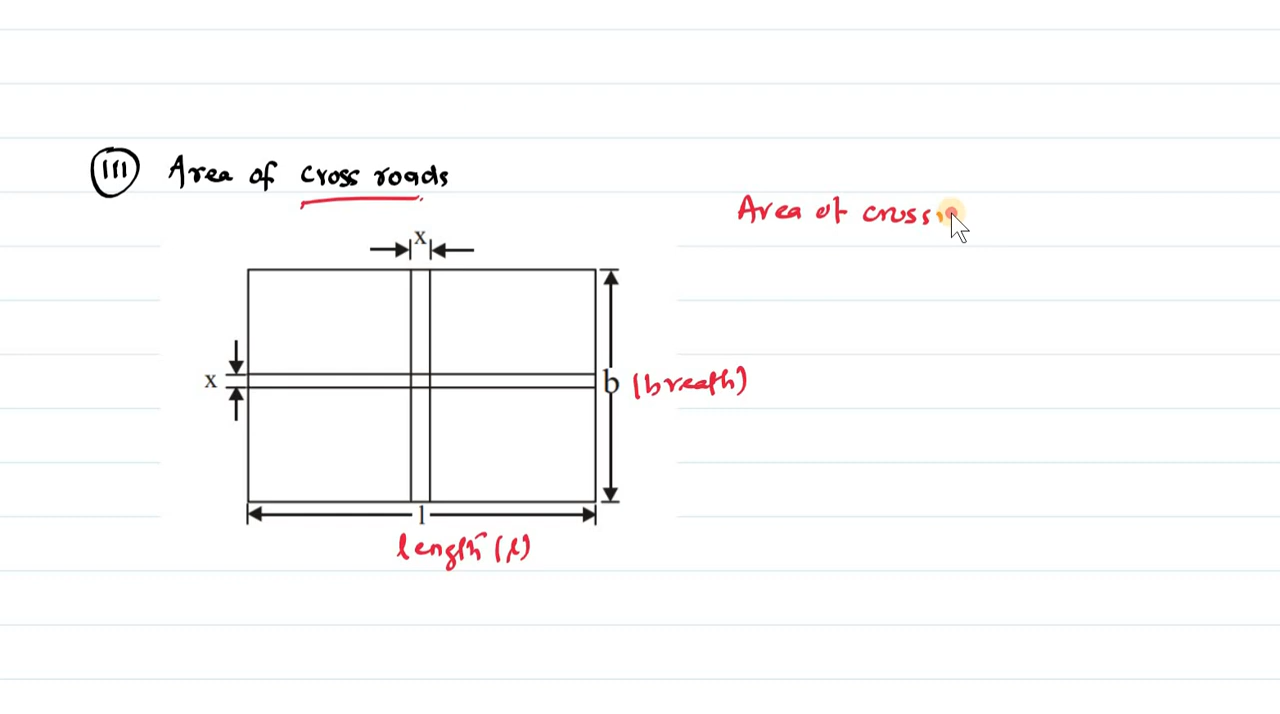 III Area of cross roads
Area of cross
x
x
b (breath)
l
length (l)